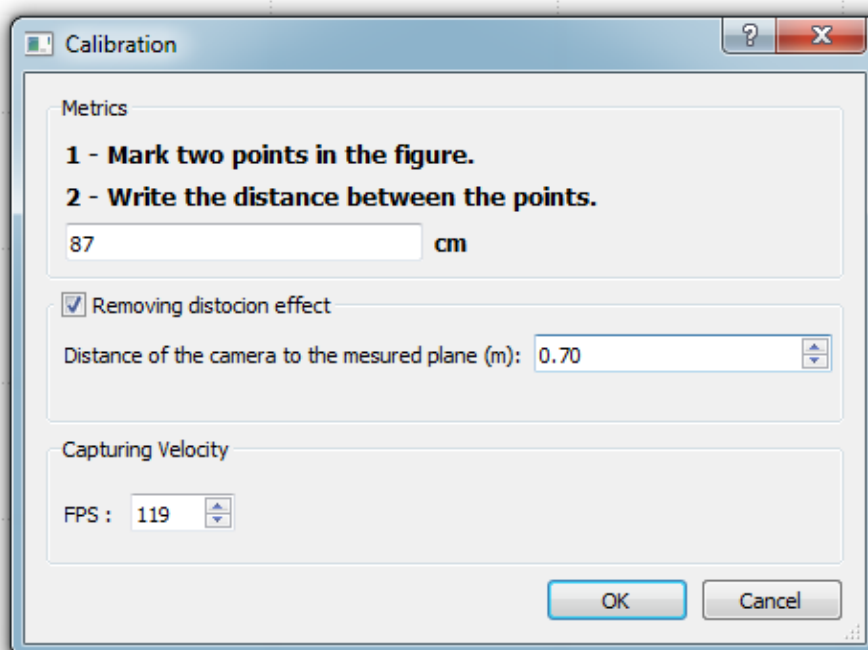 Calibration
Metrics
1 - Mark two points in the figure.
2 - Write the distance between the points.
87 cm
Removing distocion effect
Distance of the camera to the mesured plane (m): 0.70
Capturing Velocity
FPS : 119
OK Cancel